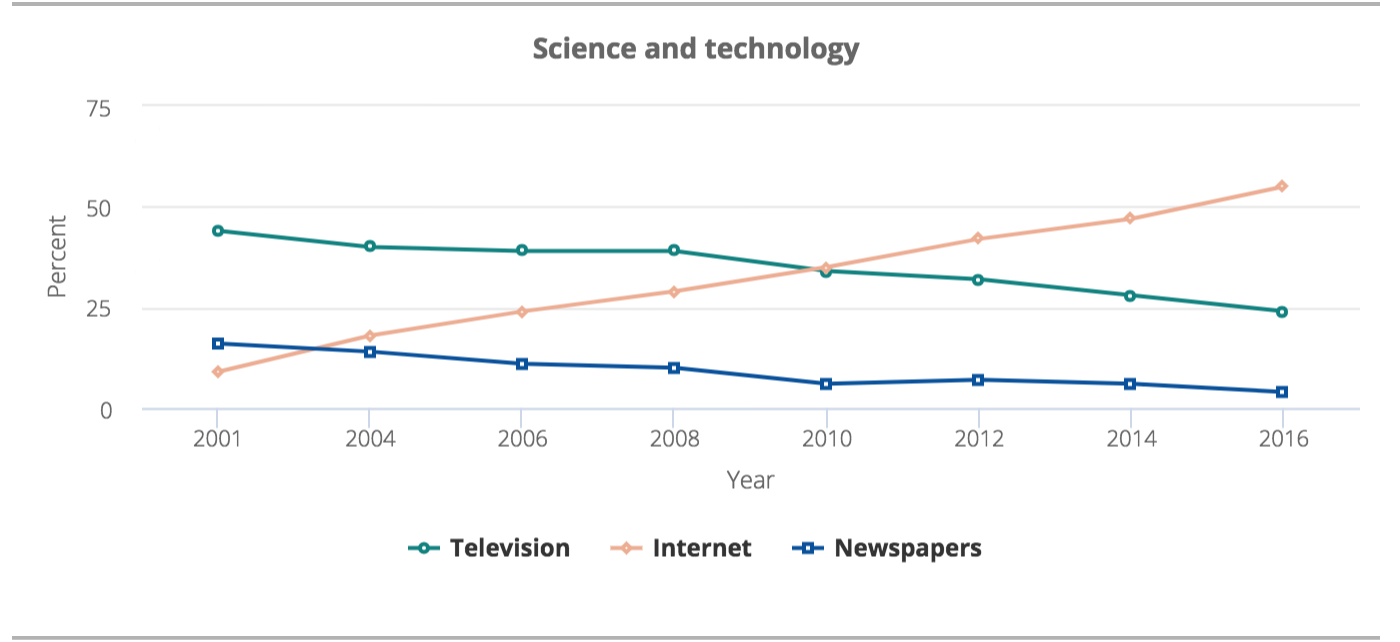 Science and technology
75
50
25
0
Percent
2001 2004 2006 2008 2010 2012 2014 2016
Year
Television Internet Newspapers